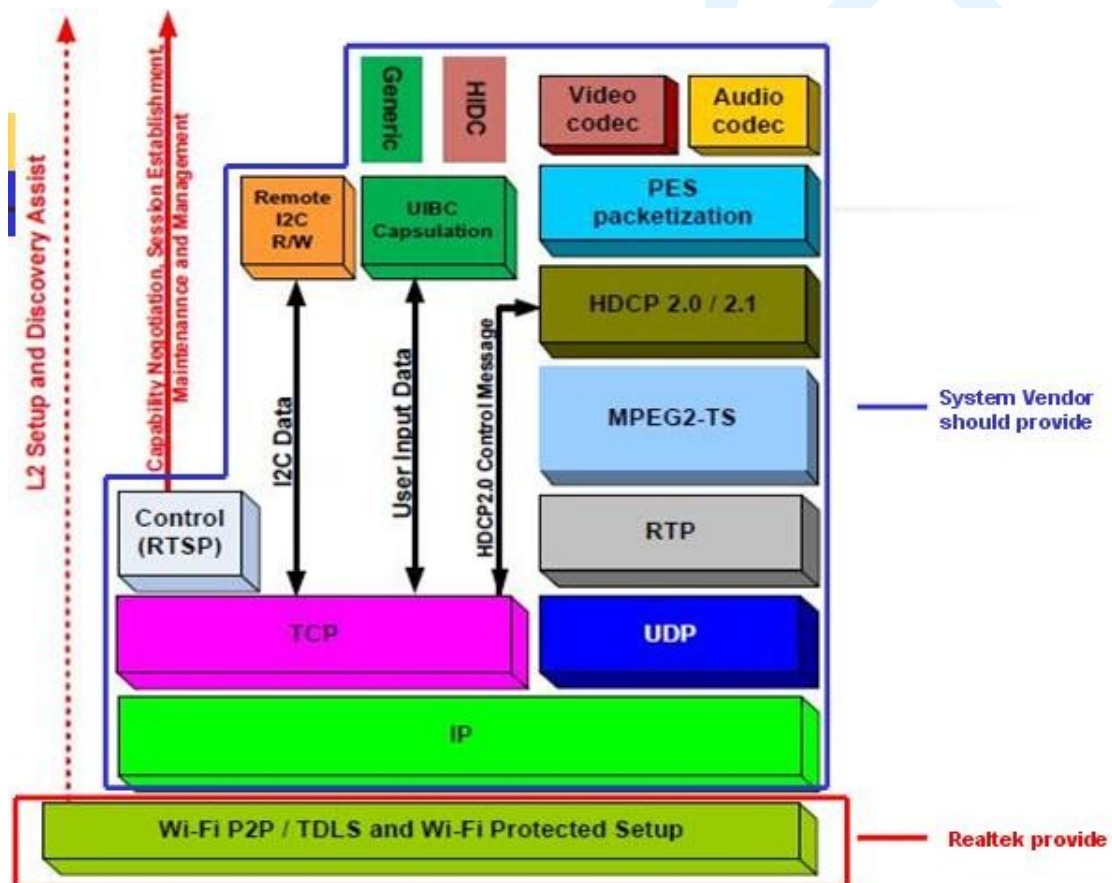 L2 Setup and Discovery Assist
Capability Negotiation, Session Establishment,
Maintenannce and Management
Generic
HIDC
Video
codec
Audio
codec
Remote
I2C
R/W
UIBC
Capsulation
PES
packetization
HDCP 2.0 / 2.1
I2C Data
User Input Data
HDCP2.0 Control Message
MPEG2-TS
System Vendor
should provide
Control
(RTSP)
RTP
TCP
UDP
IP
Wi-Fi P2P / TDLS and Wi-Fi Protected Setup
Realtek provide